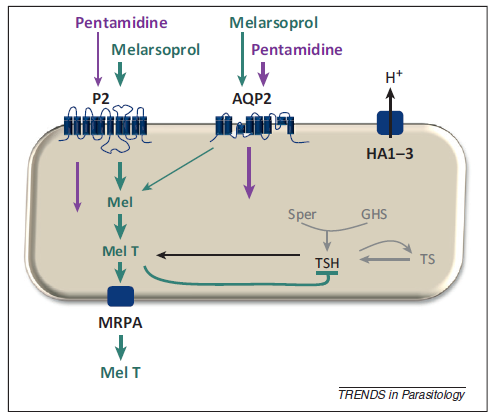 Pentamidine
Melarsoprol
P2
Melarsoprol
Pentamidine
AQP2
H+
HA1–3
Mel
Mel T
Sper GHS
TSH
TS
MRPA
Mel T
TRENDS in Parasitology